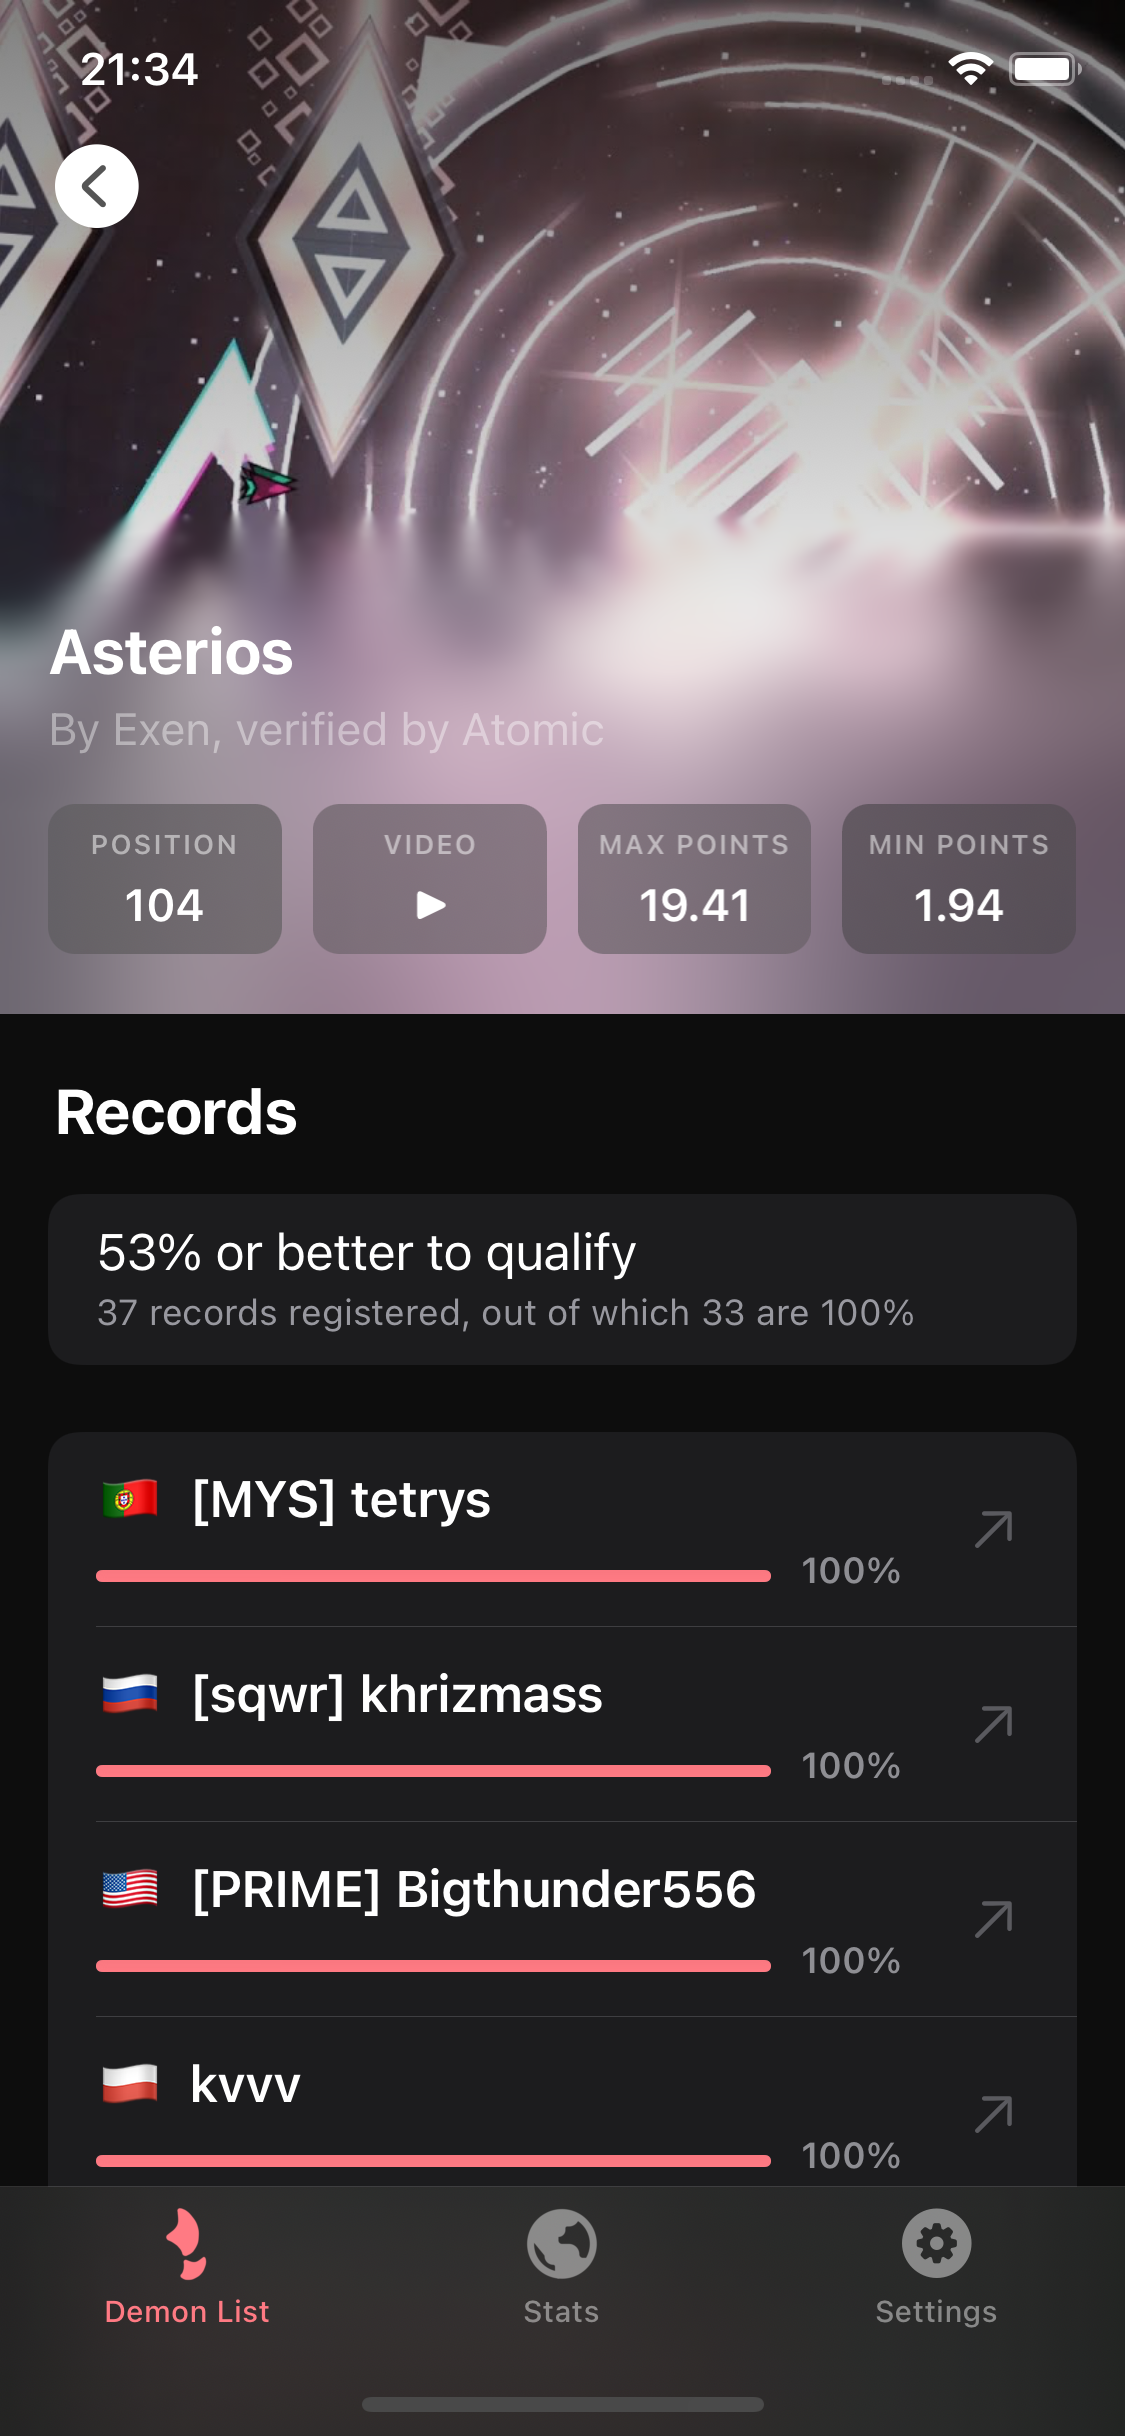 21:34
Asterios
By Exen, verified by Atomic
POSITION
104
VIDEO
MAX POINTS
19.41
MIN POINTS
1.94
Records
53% or better to qualify
37 records registered, out of which 33 are 100%
[MYS] tetrys
100%
[sqwr] khrizmass
100%
[PRIME] Bigthunder556
100%
kvvv
100%
Demon List
Stats
Settings